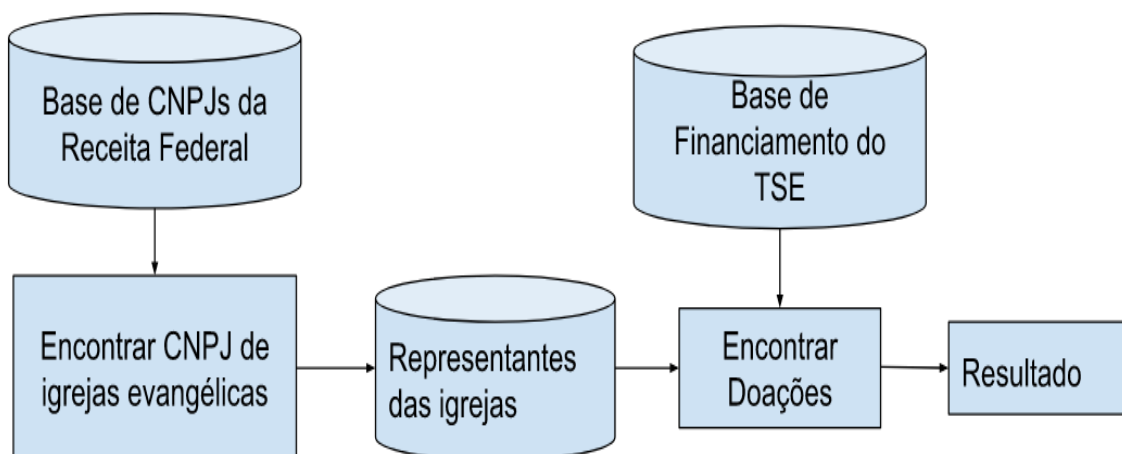 Base de CNPJs da
Receita Federal
Base de
Financiamento do
TSE
Encontrar CNPJ de
igrejas evangélicas
Representantes
das igrejas
Encontrar
Doações
Resultado